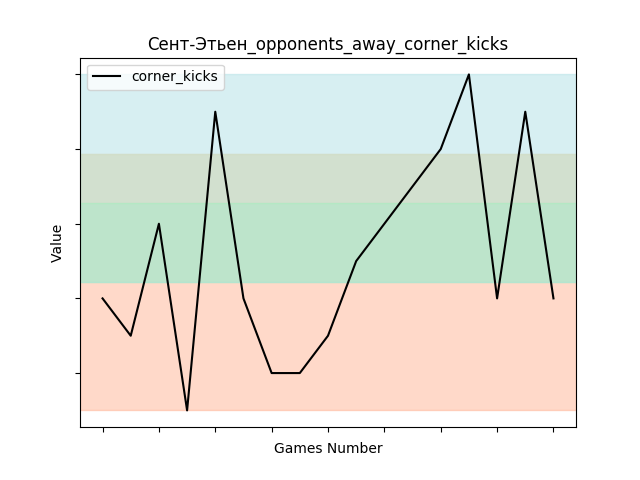 Сент-Этьен_opponents_away_corner_kicks
corner_kicks
Value
Games Number